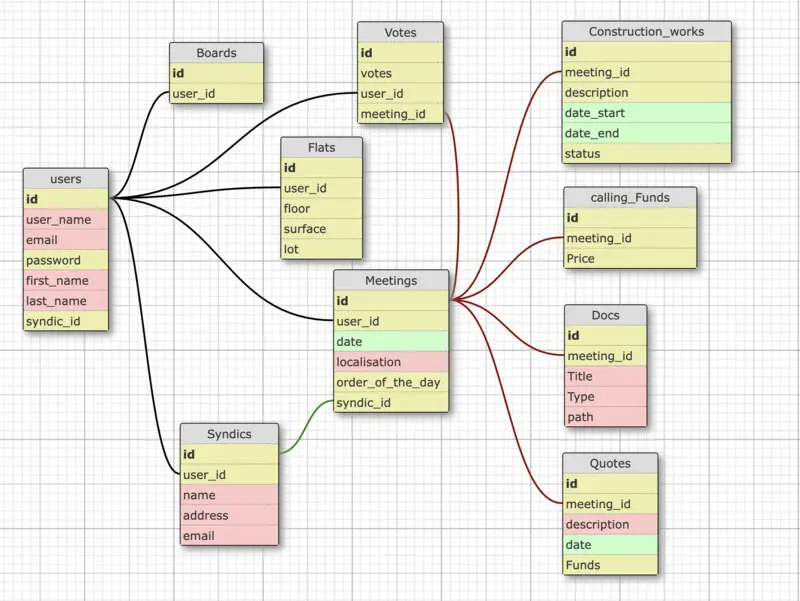 users
id
user_name
email
password
first_name
last_name
syndic_id
Boards
id
user_id
Votes
id
votes
user_id
meeting_id
Flats
id
user_id
floor
surface
lot
Meetings
id
user_id
date
localisation
order_of_the_day
syndic_id
Syndics
id
user_id
name
address
email
Construction_works
id
meeting_id
description
date_start
date_end
status
calling_Funds
id
meeting_id
Price
Docs
id
meeting_id
Title
Type
path
Quotes
id
meeting_id
description
date
Funds